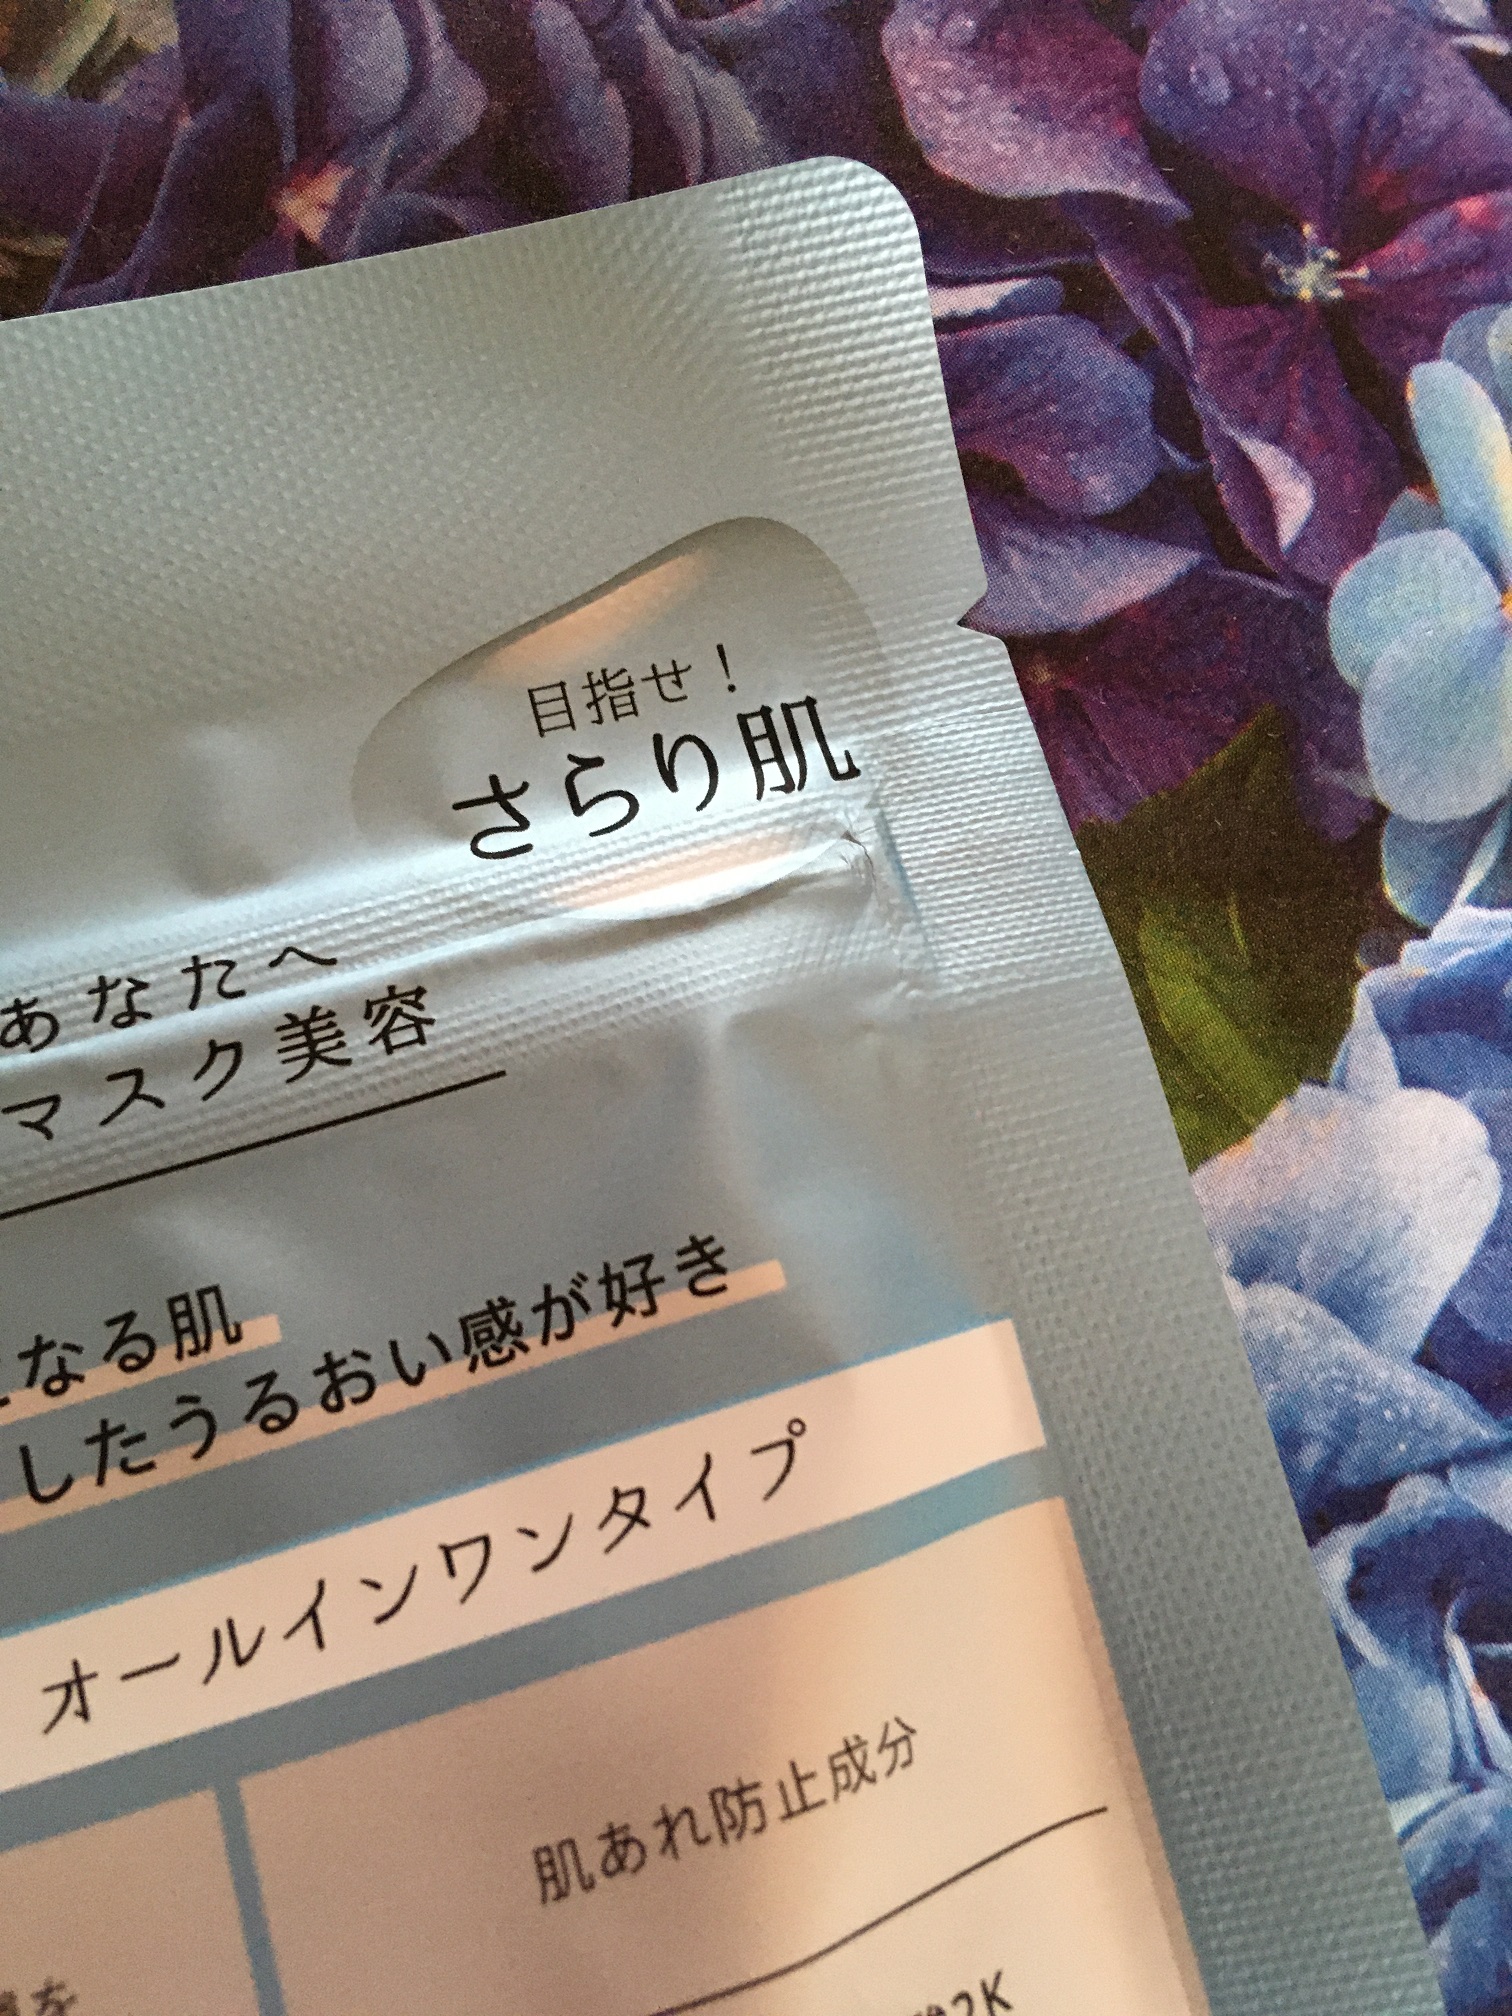 目指せ！
さらり肌
あなたへ
マスク美容
なる肌
したうるおい感が好き
オールインワンタイプ
肌あれ防止成分
を
2K